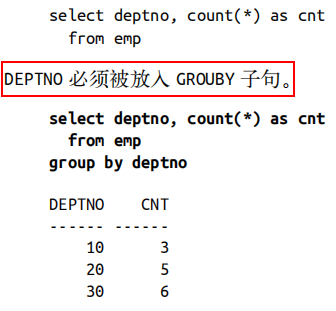 select deptno, count(*) as cnt
from emp
DEPTNO 必须被放入 GROUBY 子句。
select deptno, count(*) as cnt
from emp
group by deptno
DEPTNO CNT
------ ------
10 3
20 5
30 6